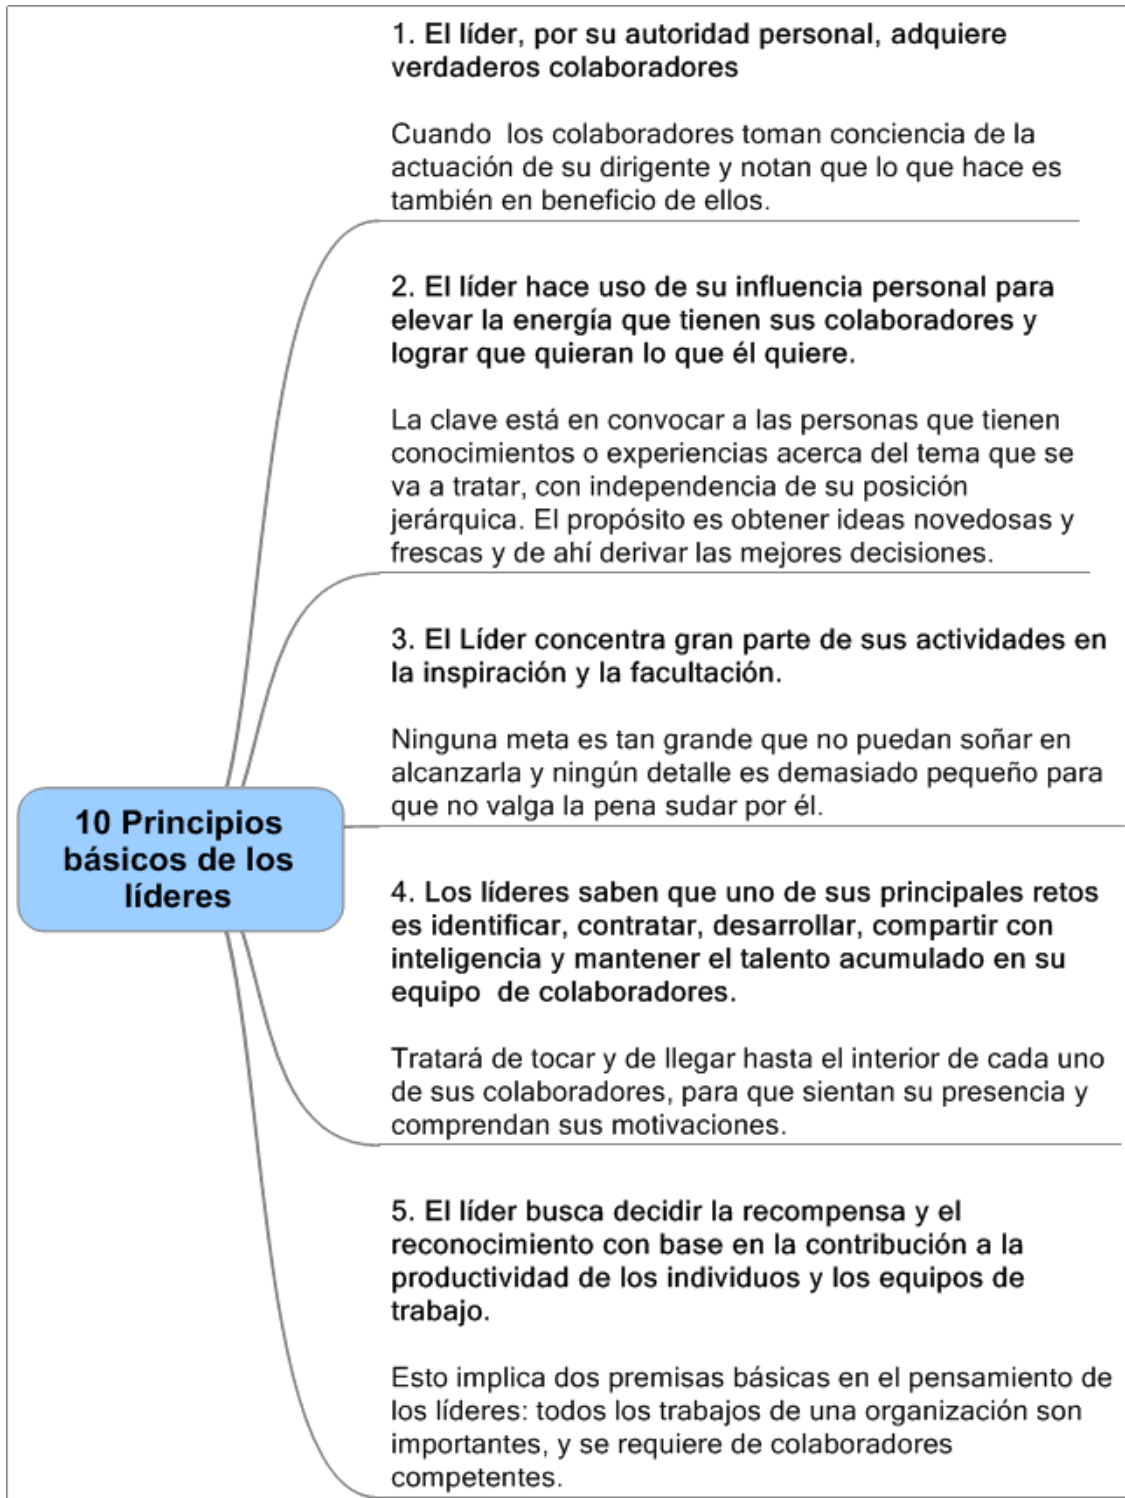 1. El líder, por su autoridad personal, adquiere
verdaderos colaboradores
Cuando los colaboradores toman conciencia de la
actuación de su dirigente y notan que lo que hace es
también en beneficio de ellos.
2. El líder hace uso de su influencia personal para
elevar la energía que tienen sus colaboradores y
lograr que quieran lo que él quiere.
La clave está en convocar a las personas que tienen
conocimientos o experiencias acerca del tema que se
va a tratar, con independencia de su posición
jerárquica. El propósito es obtener ideas novedosas y
frescas y de ahí derivar las mejores decisiones.
3. El Líder concentra gran parte de sus actividades en
la inspiración y la facultación.
Ninguna meta es tan grande que no puedan soñar en
alcanzarla y ningún detalle es demasiado pequeño para
que no valga la pena sudar por él.
10 Principios
básicos de los
líderes
4. Los líderes saben que uno de sus principales retos
es identificar, contratar, desarrollar, compartir con
inteligencia y mantener el talento acumulado en su
equipo de colaboradores.
Tratará de tocar y de llegar hasta el interior de cada uno
de sus colaboradores, para que sientan su presencia y
comprendan sus motivaciones.
5. El líder busca decidir la recompensa y el
reconocimiento con base en la contribución a la
productividad de los individuos y los equipos de
trabajo.
Esto implica dos premisas básicas en el pensamiento de
los líderes: todos los trabajos de una organización son
importantes, y se requiere de colaboradores
competentes.